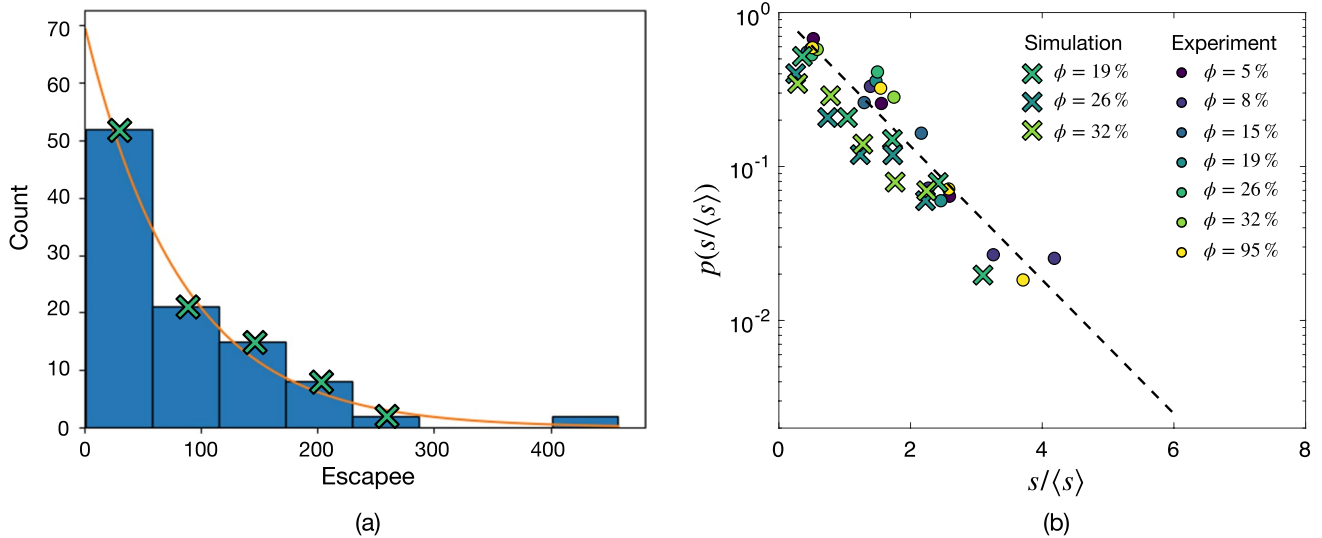 70
60
50
40
30
20
10
0
Count
0 100 200 300 400
Escapee
(a)
10^0
10^-1
10^-2
p(s/⟨s⟩)
Simulation
ϕ = 19 %
ϕ = 26 %
ϕ = 32 %
Experiment
ϕ = 5 %
ϕ = 8 %
ϕ = 15 %
ϕ = 19 %
ϕ = 26 %
ϕ = 32 %
ϕ = 95 %
0 2 4 6 8
s/⟨s⟩
(b)